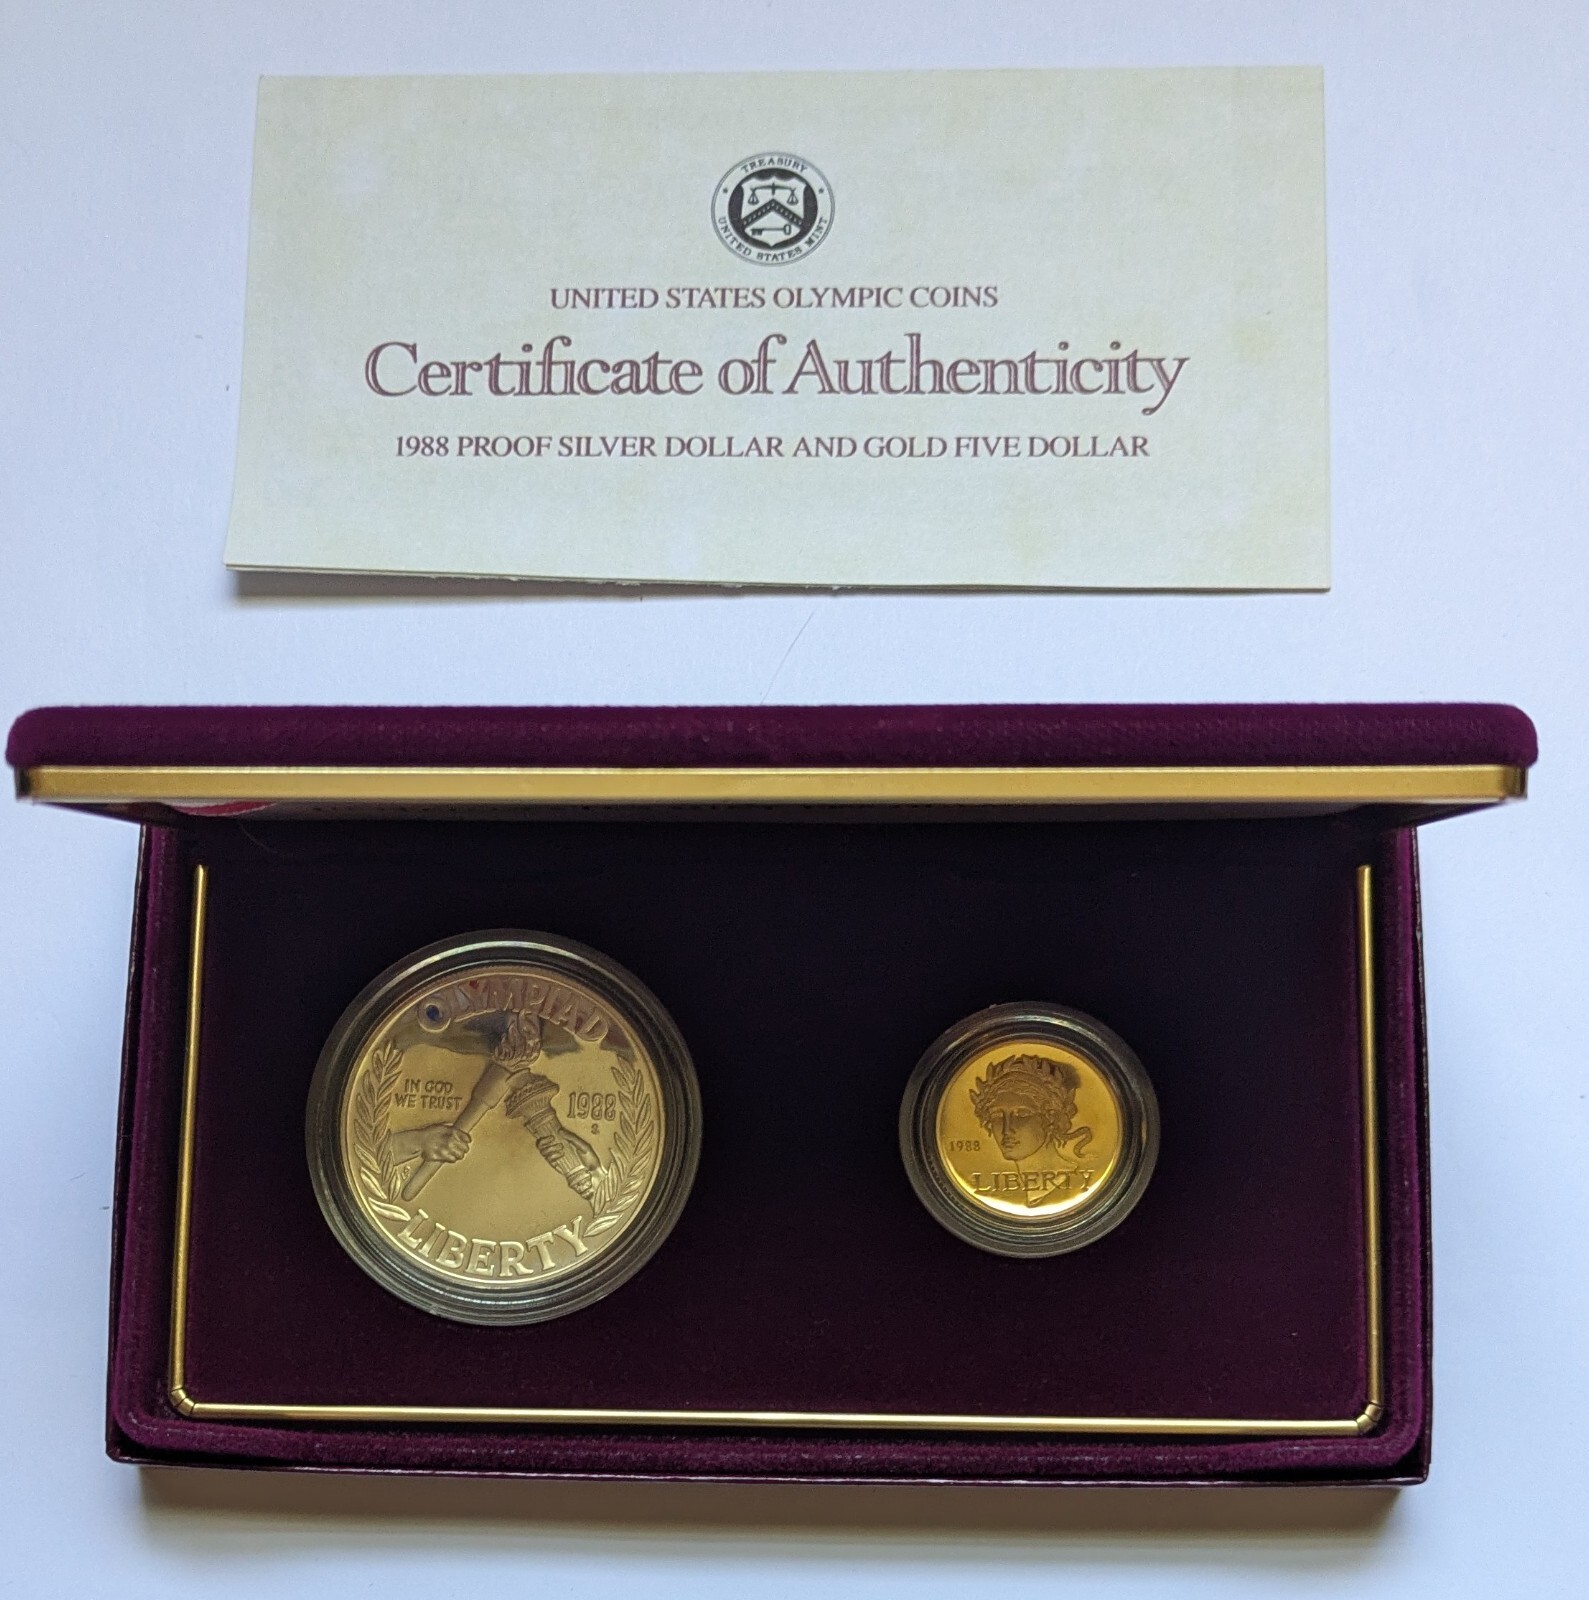 TREASURY
UNITED STATES MINT
UNITED STATES OLYMPIC COINS
Certificate of Authenticity
1988 PROOF SILVER DOLLAR AND GOLD FIVE DOLLAR
OLYMPIAD
IN GOD
WE TRUST
1988
S
LIBERTY
1988
LIBERTY